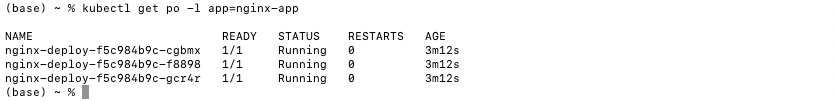 (base) ~ % kubectl get po -l app=nginx-app
NAME READY STATUS RESTARTS AGE
nginx-deploy-f5c984b9c-cgbmx 1/1 Running 0 3m12s
nginx-deploy-f5c984b9c-f8898 1/1 Running 0 3m12s
nginx-deploy-f5c984b9c-gcr4r 1/1 Running 0 3m12s
(base) ~ %